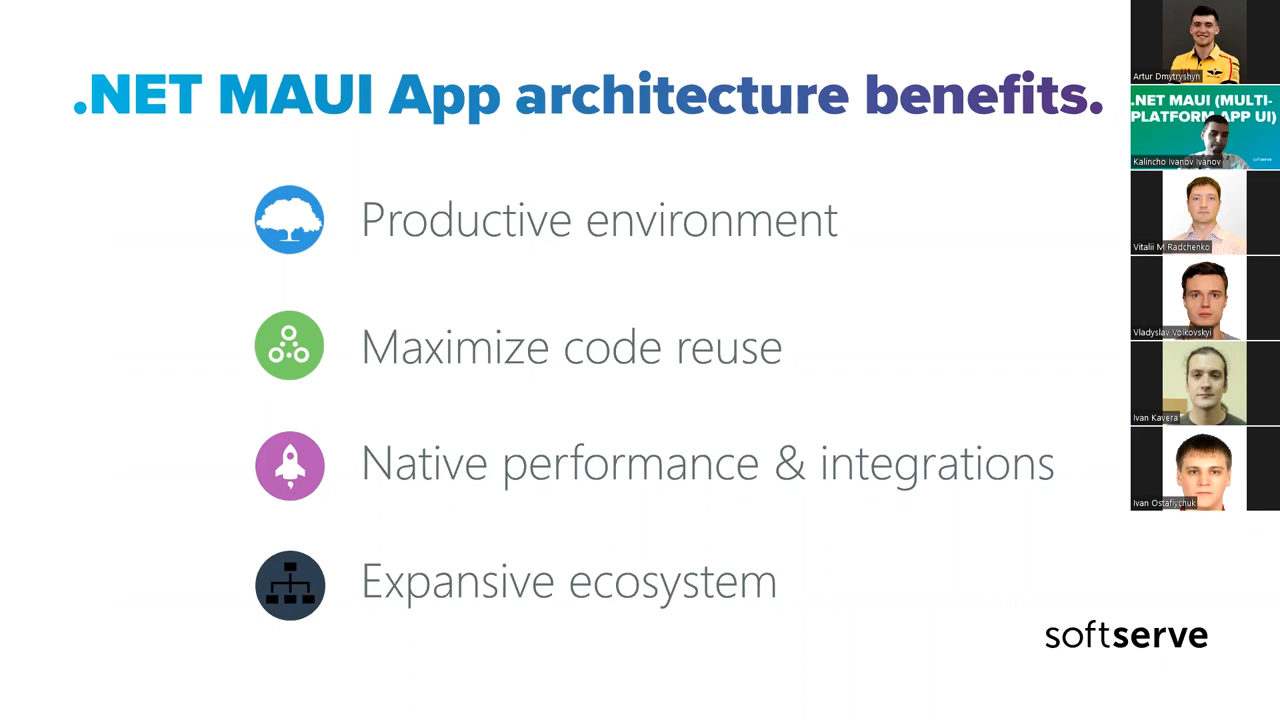 .NET MAUI App architecture benefits.
Productive environment
Maximize code reuse
Native performance & integrations
Expansive ecosystem
softserve
Artur Dmytryshyn
.NET MAUI (MULTI-
PLATFORM APP UI)
softserve
Kalincho Ivanov Ivanov
Vitalii M Radchenko
Vladyslav Volkovskyi
Ivan Kavera
Ivan Ostafiychuk